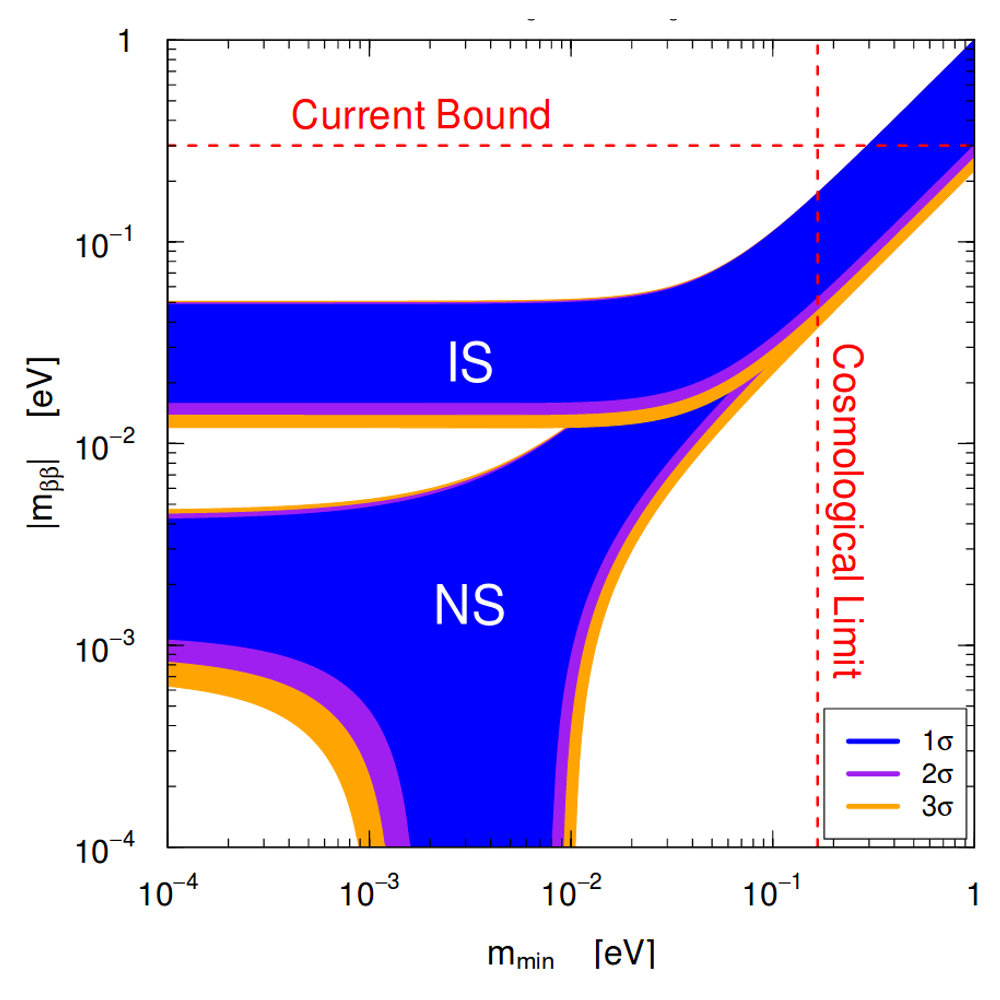 1
Current Bound
10⁻¹
IS
|mββ| [eV]
10⁻²
Cosmological Limit
NS
10⁻³
1σ
2σ
3σ
10⁻⁴
10⁻⁴ 10⁻³ 10⁻² 10⁻¹ 1
mmin [eV]